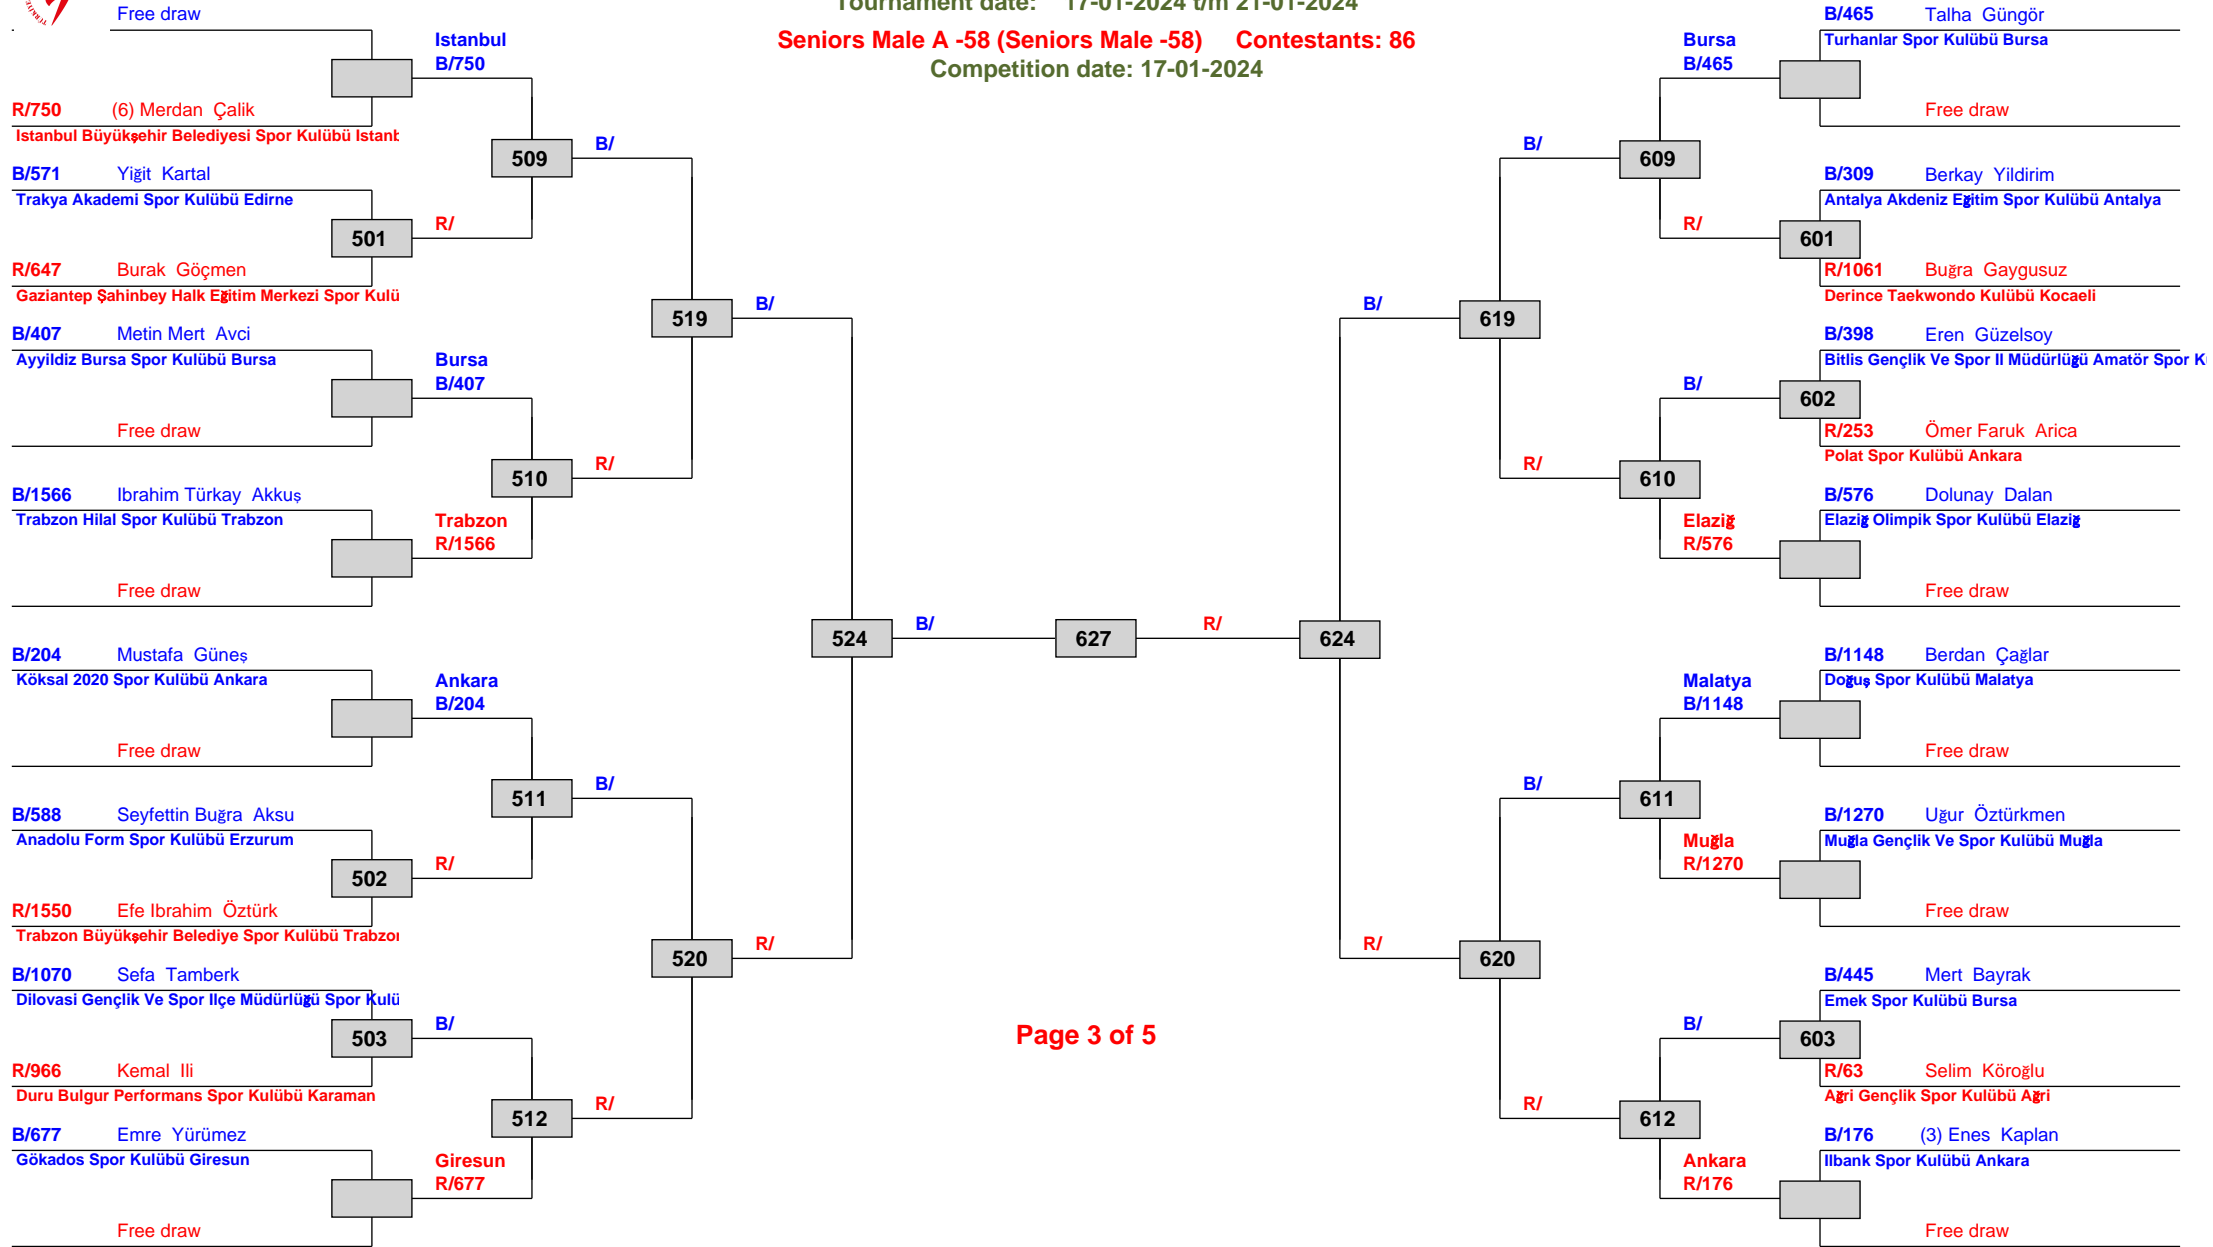 Tournament date: 17-01-2024 t/m 21-01-2024
Seniors Male A -58 (Seniors Male -58) Contestants: 86
Competition date: 17-01-2024
Free draw
Istanbul
B/750
R/750 (6) Merdan Çalik
Istanbul Büyükşehir Belediyesi Spor Kulübü Istanb
509
B/
B/571 Yiğit Kartal
Trakya Akademi Spor Kulübü Edirne
501
R/
R/647 Burak Göçmen
Gaziantep Şahinbey Halk Eğitim Merkezi Spor Kulü
519
B/
B/407 Metin Mert Avci
Ayyildiz Bursa Spor Kulübü Bursa
Bursa
B/407
Free draw
510
R/
B/1566 Ibrahim Türkay Akkuş
Trabzon Hilal Spor Kulübü Trabzon
Trabzon
R/1566
Free draw
524
B/
627
R/
624
B/204 Mustafa Güneş
Köksal 2020 Spor Kulübü Ankara
Ankara
B/204
Free draw
511
B/
B/588 Seyfettin Buğra Aksu
Anadolu Form Spor Kulübü Erzurum
502
R/
R/1550 Efe Ibrahim Öztürk
Trabzon Büyükşehir Belediye Spor Kulübü Trabzon
520
R/
B/1070 Sefa Tamberk
Dilovasi Gençlik Ve Spor Ilçe Müdürlüğü Spor Kulü
503
B/
R/966 Kemal Ili
Duru Bulgur Performans Spor Kulübü Karaman
512
R/
B/677 Emre Yürümez
Gökados Spor Kulübü Giresun
Giresun
R/677
Free draw
Page 3 of 5
B/465 Talha Güngör
Turhanlar Spor Kulübü Bursa
Bursa
B/465
Free draw
B/
609
B/309 Berkay Yildirim
Antalya Akdeniz Eğitim Spor Kulübü Antalya
R/
601
R/1061 Buğra Gaygusuz
Derince Taekwondo Kulübü Kocaeli
B/
619
B/398 Eren Güzelsoy
Bitlis Gençlik Ve Spor Il Müdürlüğü Amatör Spor K
B/
602
R/253 Ömer Faruk Arica
Polat Spor Kulübü Ankara
R/
610
B/576 Dolunay Dalan
Elaziğ Olimpik Spor Kulübü Elaziğ
Elaziğ
R/576
Free draw
B/1148 Berdan Çağlar
Doğuş Spor Kulübü Malatya
Malatya
B/1148
Free draw
B/
611
B/1270 Uğur Öztürkmen
Muğla Gençlik Ve Spor Kulübü Muğla
Muğla
R/1270
Free draw
R/
620
B/445 Mert Bayrak
Emek Spor Kulübü Bursa
B/
603
R/63 Selim Köroğlu
Ağri Gençlik Spor Kulübü Ağri
R/
612
B/176 (3) Enes Kaplan
Ilbank Spor Kulübü Ankara
Ankara
R/176
Free draw